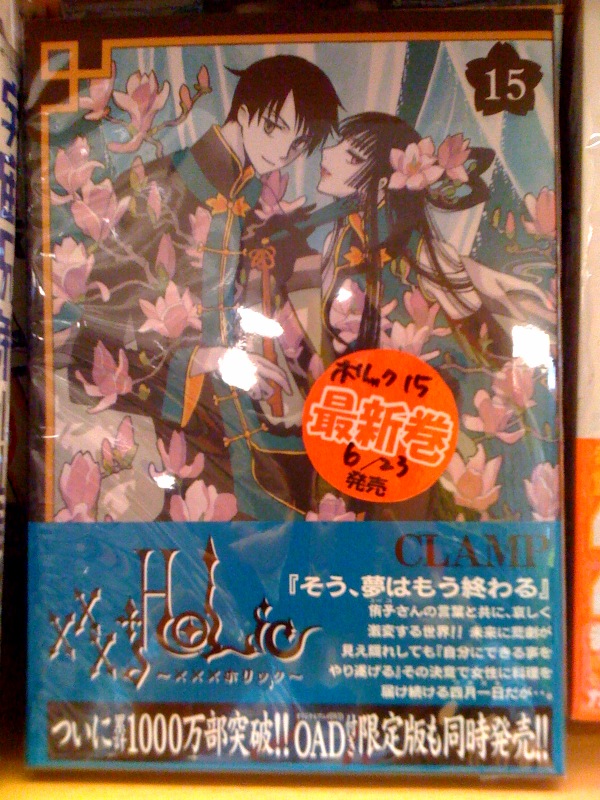 15
ホリック 15
最新巻
6/23
発売
CLAMP
×××HOLiC
～×××ホリック～
『そう、夢はもう終わる』
侑子さんの言葉と共に、哀しく
激変する世界!! 未来に悲劇が
見え隠れしても『自分にできる事を
やり遂げる』その決意で女性に料理を
届け続ける四月一日だが…。
ついに累計1000万部突破!! OAD付き限定版も同時発売!!